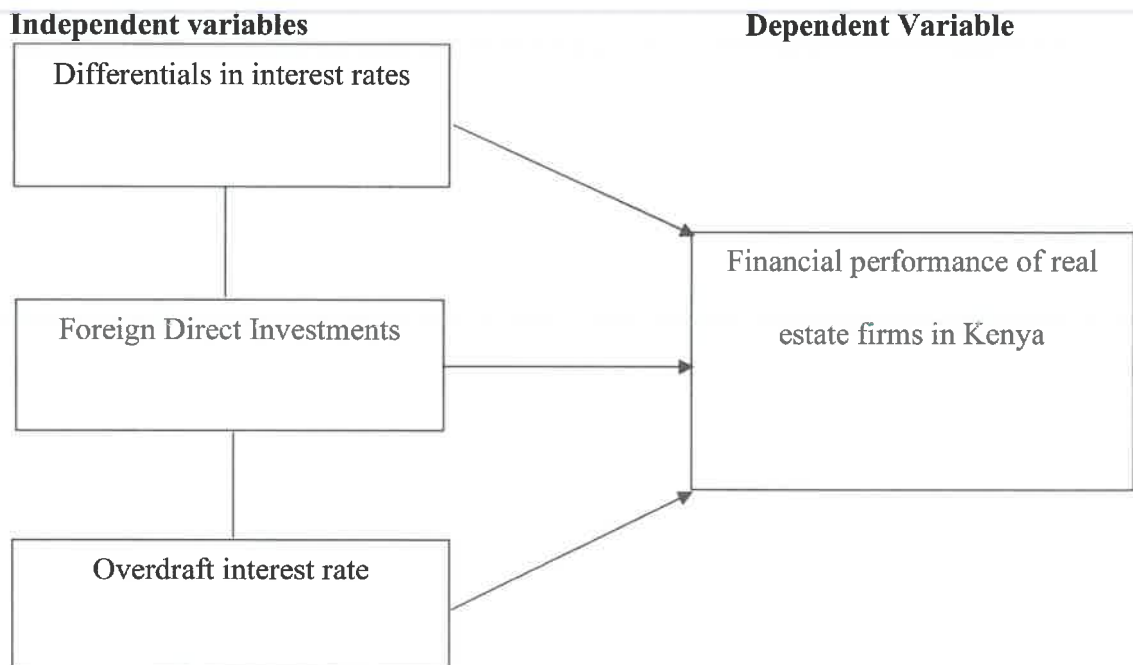 Independent variables
Dependent Variable
Differentials in interest rates
Financial performance of real
estate firms in Kenya
Foreign Direct Investments
Overdraft interest rate